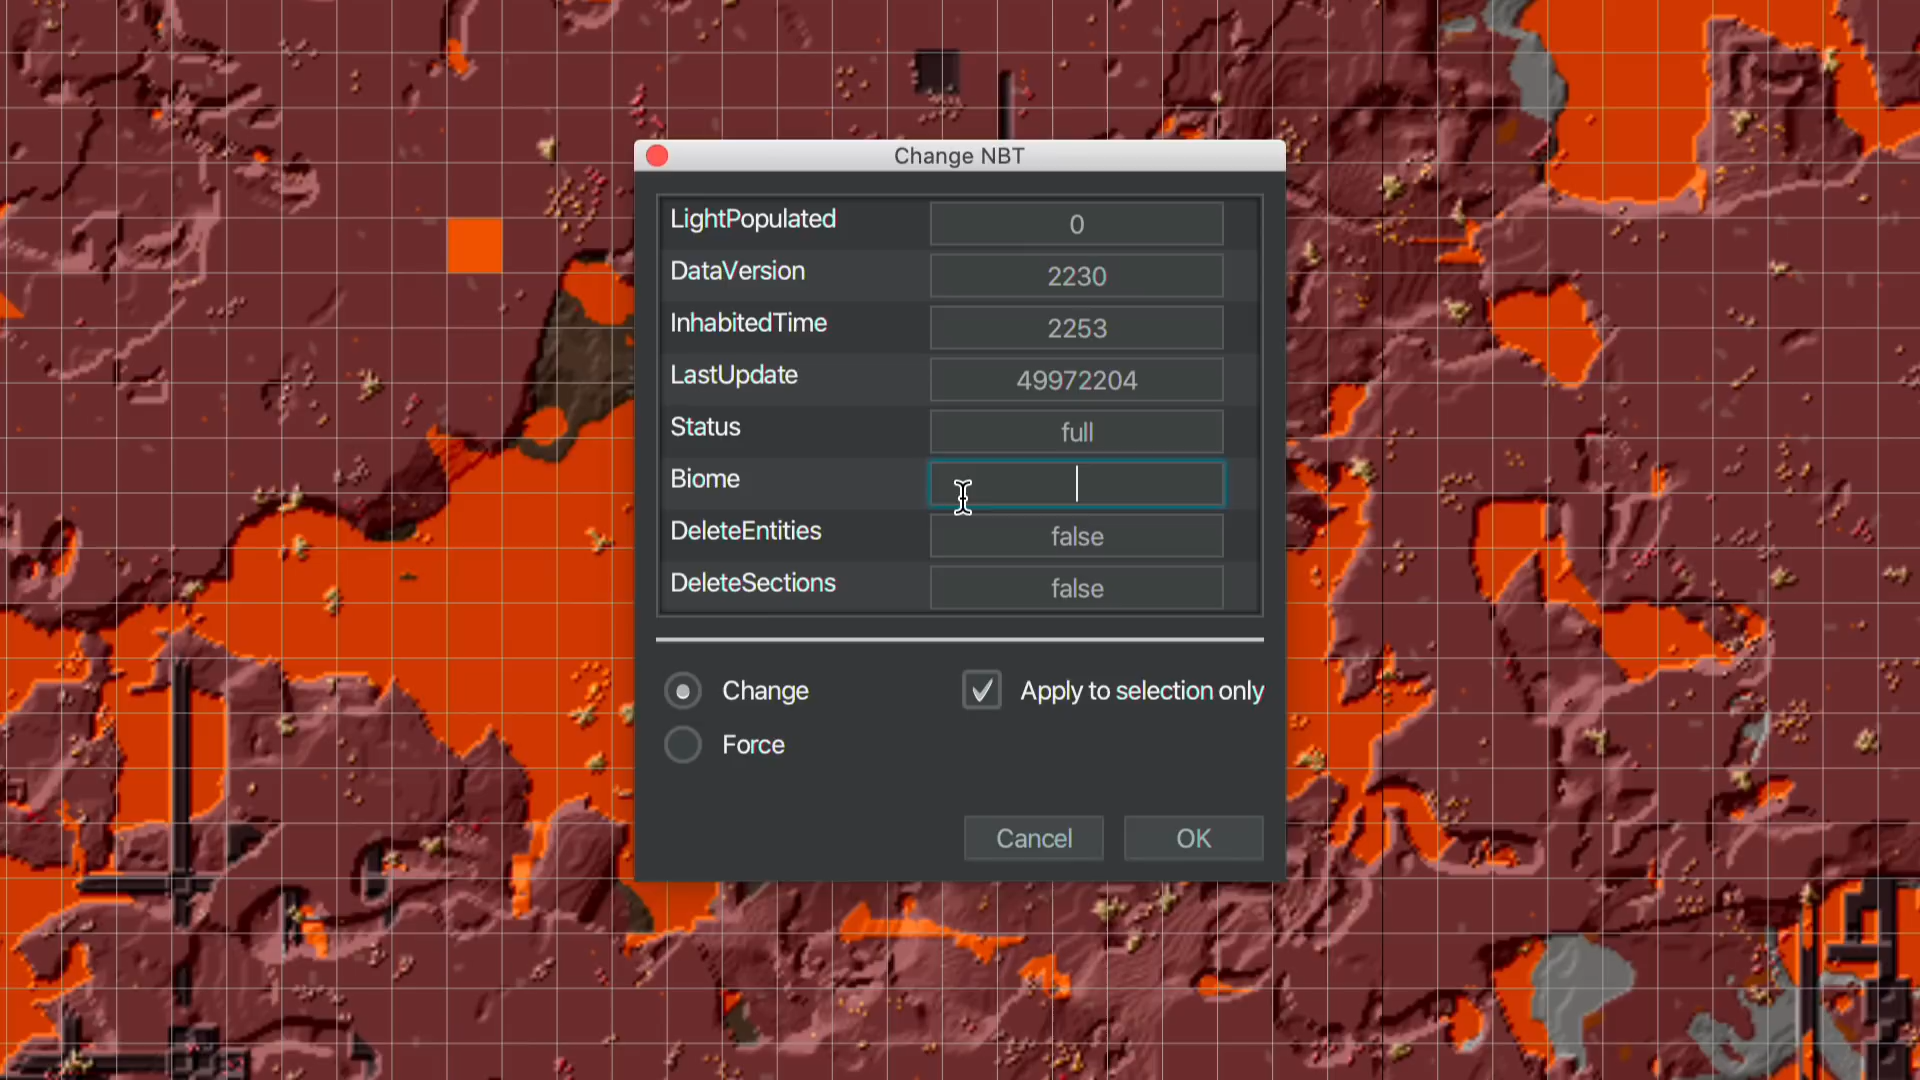 Change NBT
LightPopulated 0
DataVersion 2230
InhabitedTime 2253
LastUpdate 49972204
Status full
Biome
DeleteEntities false
DeleteSections false
Change
Apply to selection only
Force
Cancel
OK